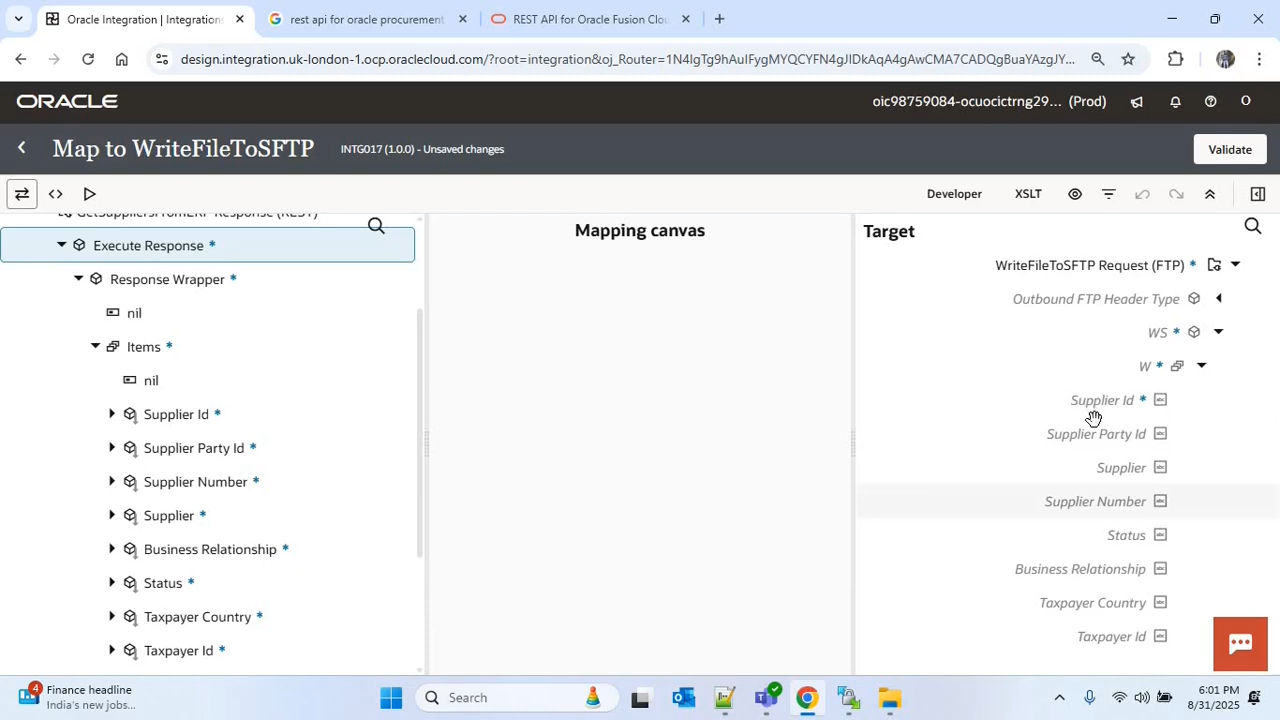 Oracle Integration | Integrations
rest api for oracle procurement
REST API for Oracle Fusion Clou
design.integration.uk-london-1.ocp.oraclecloud.com/?root=integration&oj_Router=
ORACLE
oic98759084-ocuocictrng29... (Prod)
O
Map to WriteFileToSFTP
INTG017 (1.0.0) - Unsaved changes
Validate
Developer
XSLT
GetSuppliersFromERP Response (REST)
Execute Response *
Response Wrapper *
nil
Items *
nil
Supplier Id *
Supplier Party Id *
Supplier Number *
Supplier *
Business Relationship *
Status *
Taxpayer Country *
Taxpayer Id *
Mapping canvas
Target
WriteFileToSFTP Request (FTP) *
Outbound FTP Header Type
WS *
W *
Supplier Id *
Supplier Party Id
Supplier
Supplier Number
Status
Business Relationship
Taxpayer Country
Taxpayer Id
4
Finance headline
India's new jobs...
Search
6:01 PM
8/31/2025